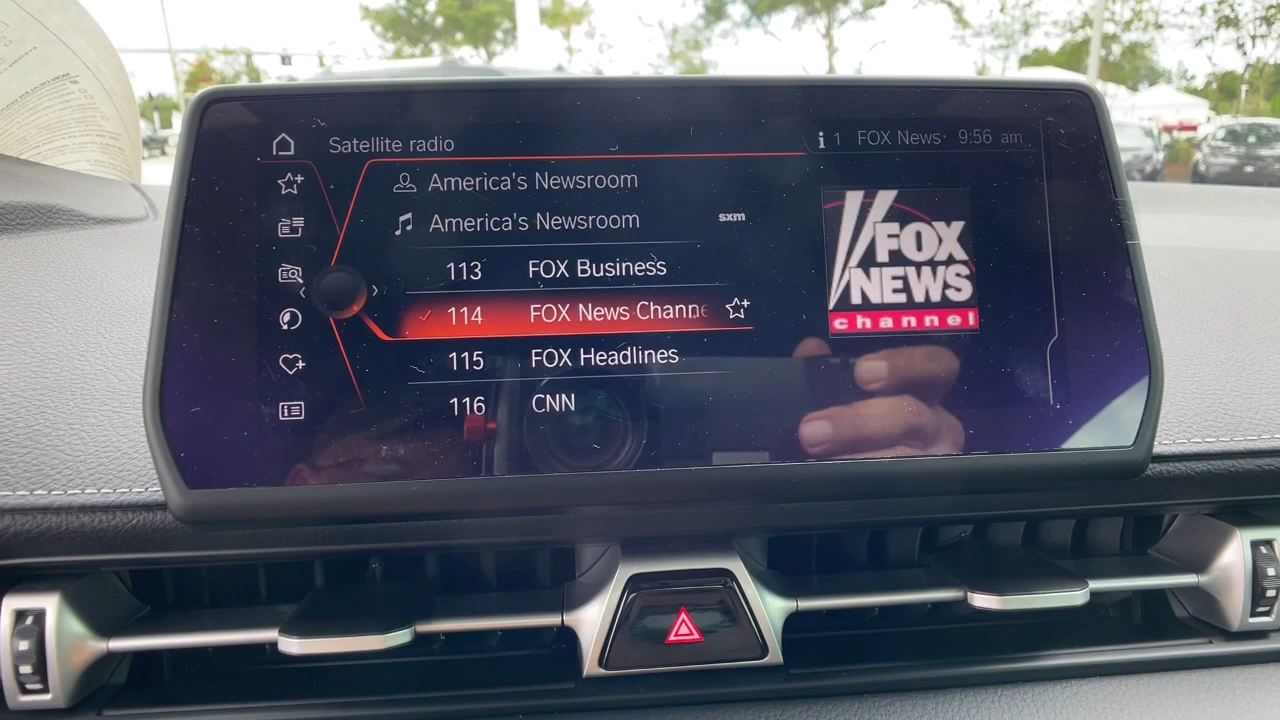 Satellite radio
1 FOX News· 9:56 am
America's Newsroom
America's Newsroom
sxm
113 FOX Business
114 FOX News Channe
115 FOX Headlines
116 CNN
FOX
NEWS
channel